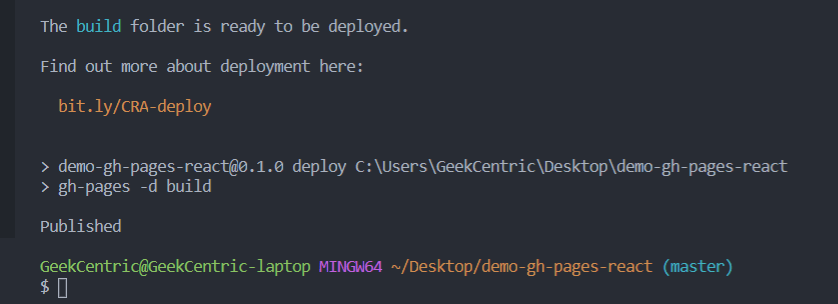 The build folder is ready to be deployed.
Find out more about deployment here:
bit.ly/CRA-deploy
> demo-gh-pages-react@0.1.0 deploy C:\Users\GeekCentric\Desktop\demo-gh-pages-react
> gh-pages -d build
Published
GeekCentric@GeekCentric-laptop MINGW64 ~/Desktop/demo-gh-pages-react (master)
$